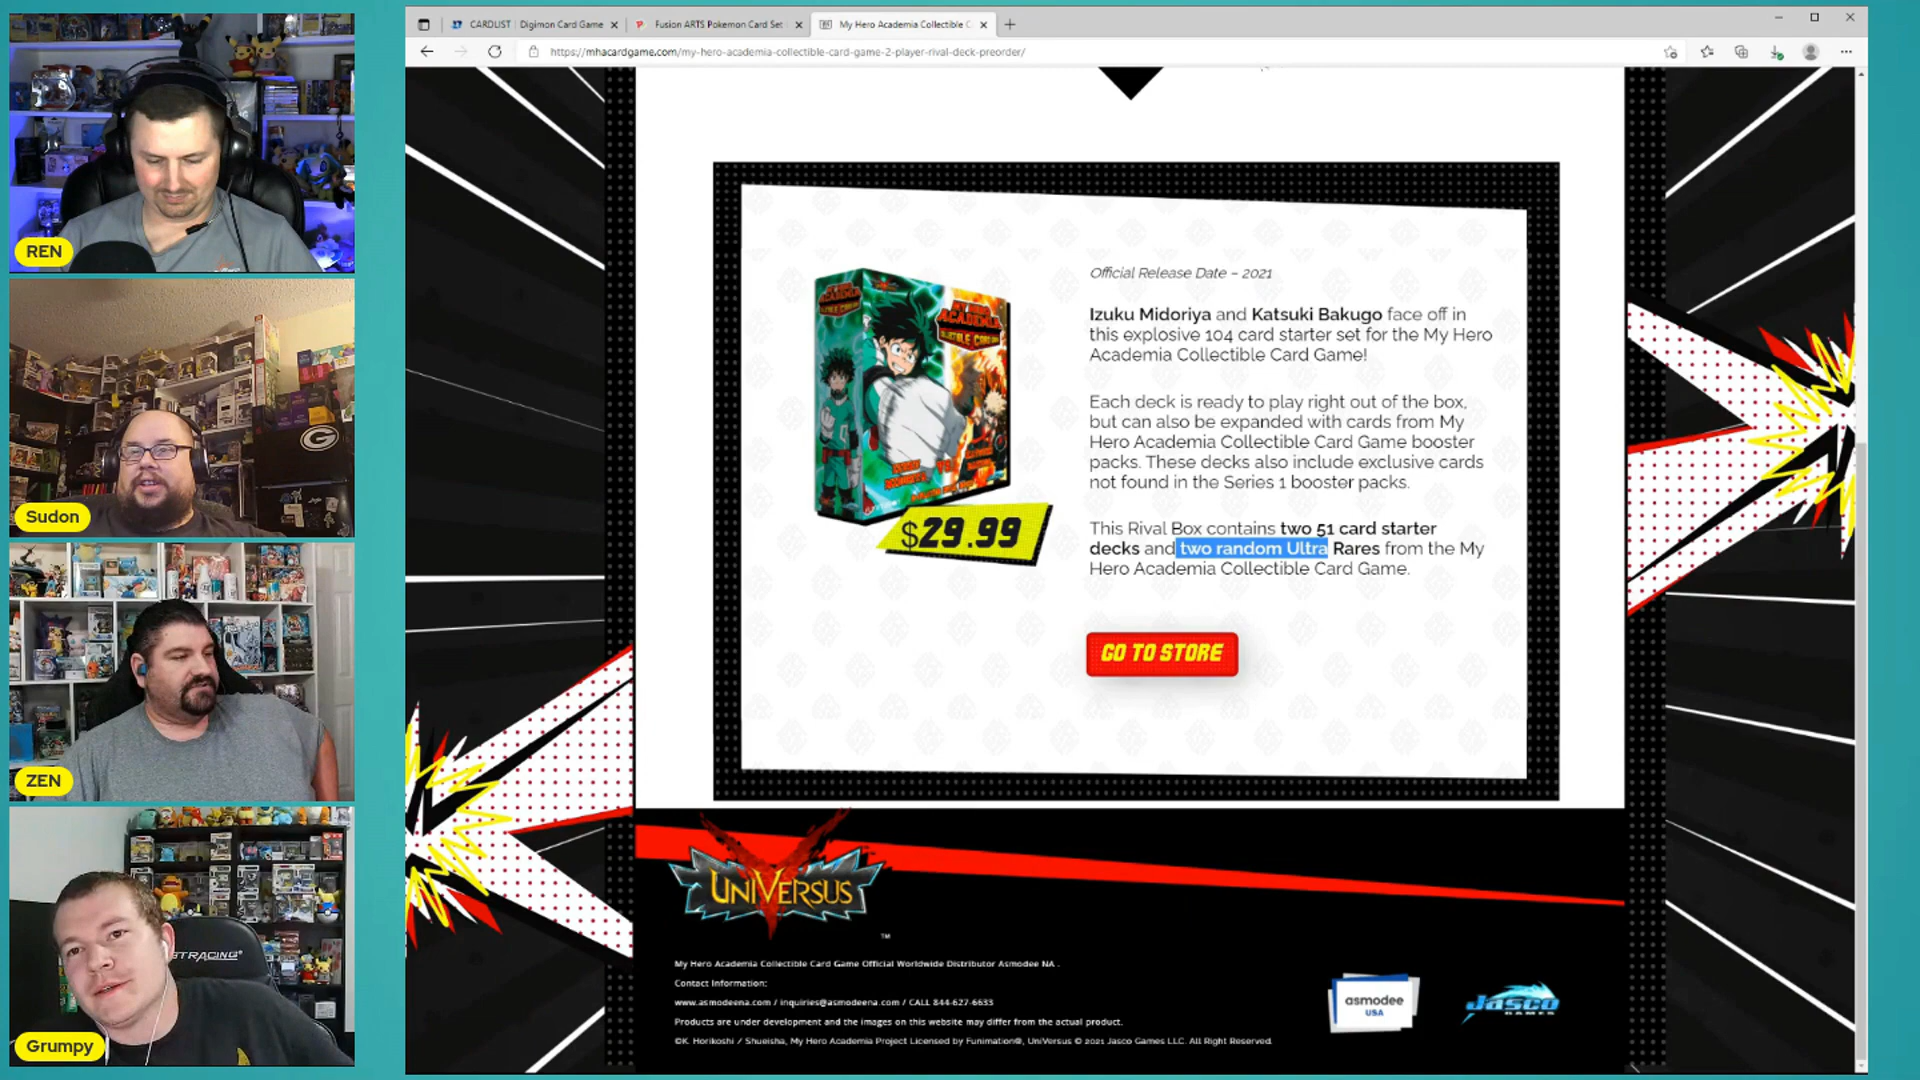 CARDLIST | Digimon Card Game
Fusion ARTS Pokemon Card Set
My Hero Academia Collectible C
https://mhacardgame.com/my-hero-academia-collectible-card-game-2-player-rival-deck-preorder/
REN
Sudon
ZEN
Grumpy
G
TRACING
Official Release Date – 2021
Izuku Midoriya and Katsuki Bakugo face off in
this explosive 104 card starter set for the My Hero
Academia Collectible Card Game!
Each deck is ready to play right out of the box,
but can also be expanded with cards from My
Hero Academia Collectible Card Game booster
packs. These decks also include exclusive cards
not found in the Series 1 booster packs.
This Rival Box contains two 51 card starter
decks and two random Ultra Rares from the My
Hero Academia Collectible Card Game.
MY HERO
ACADEMIA
COLLECTIBLE CARD GAME
$29.99
GO TO STORE
UNIVERSUS
TM
My Hero Academia Collectible Card Game Official Worldwide Distributor Asmodee NA .
Contact Information:
www.asmodeena.com / inquiries@asmodeena.com / CALL 844-627-6633
Products are under development and the images on this website may differ from the actual product.
©K. Horikoshi / Shueisha, My Hero Academia Project Licensed by Funimation®, UniVersus © 2021 Jasco Games LLC. All Right Reserved.
asmodee
USA
Jasco
GAMES